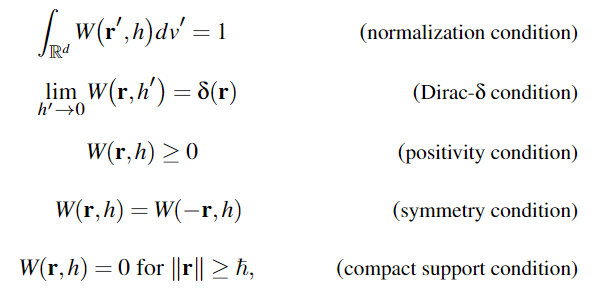 ∫_{ℝ^d} W(r′,h)dv′ = 1 (normalization condition)
lim_{h′→0} W(r,h′) = δ(r) (Dirac-δ condition)
W(r,h) ≥ 0 (positivity condition)
W(r,h) = W(−r,h) (symmetry condition)
W(r,h) = 0 for ‖r‖ ≥ ℏ, (compact support condition)